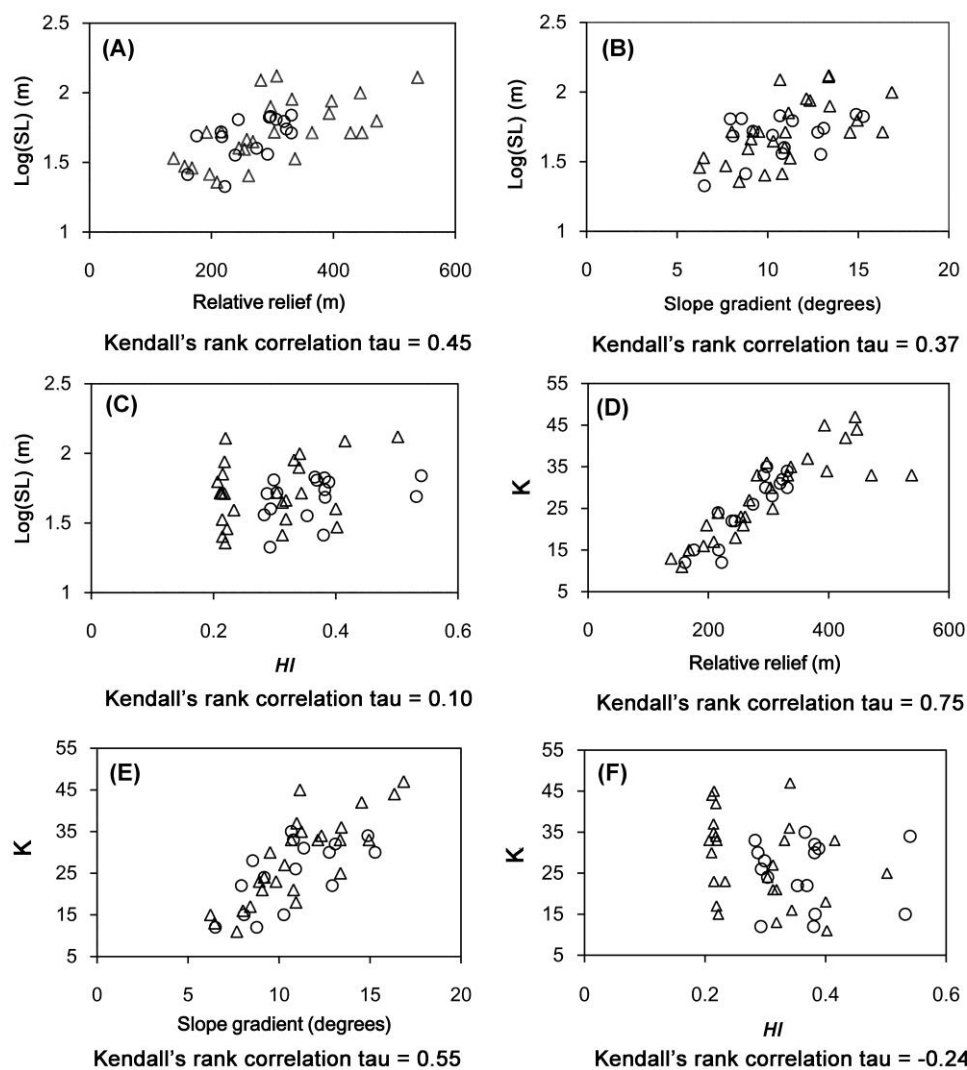 (A)
Log(SL) (m)
2.5
2
1.5
1
0 200 400 600
Relative relief (m)
Kendall's rank correlation tau = 0.45
(B)
Log(SL) (m)
2.5
2
1.5
1
0 5 10 15 20
Slope gradient (degrees)
Kendall's rank correlation tau = 0.37
(C)
Log(SL) (m)
2.5
2
1.5
1
0 0.2 0.4 0.6
HI
Kendall's rank correlation tau = 0.10
(D)
K
55
45
35
25
15
5
0 200 400 600
Relative relief (m)
Kendall's rank correlation tau = 0.75
(E)
K
55
45
35
25
15
5
0 5 10 15 20
Slope gradient (degrees)
Kendall's rank correlation tau = 0.55
(F)
K
55
45
35
25
15
5
0 0.2 0.4 0.6
HI
Kendall's rank correlation tau = -0.24